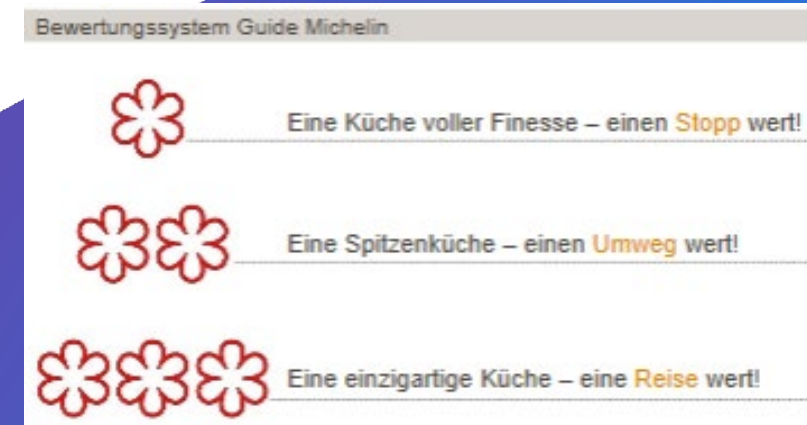 Bewertungssystem Guide Michelin
Eine Küche voller Finesse – einen Stopp wert!
Eine Spitzenküche – einen Umweg wert!
Eine einzigartige Küche – eine Reise wert!